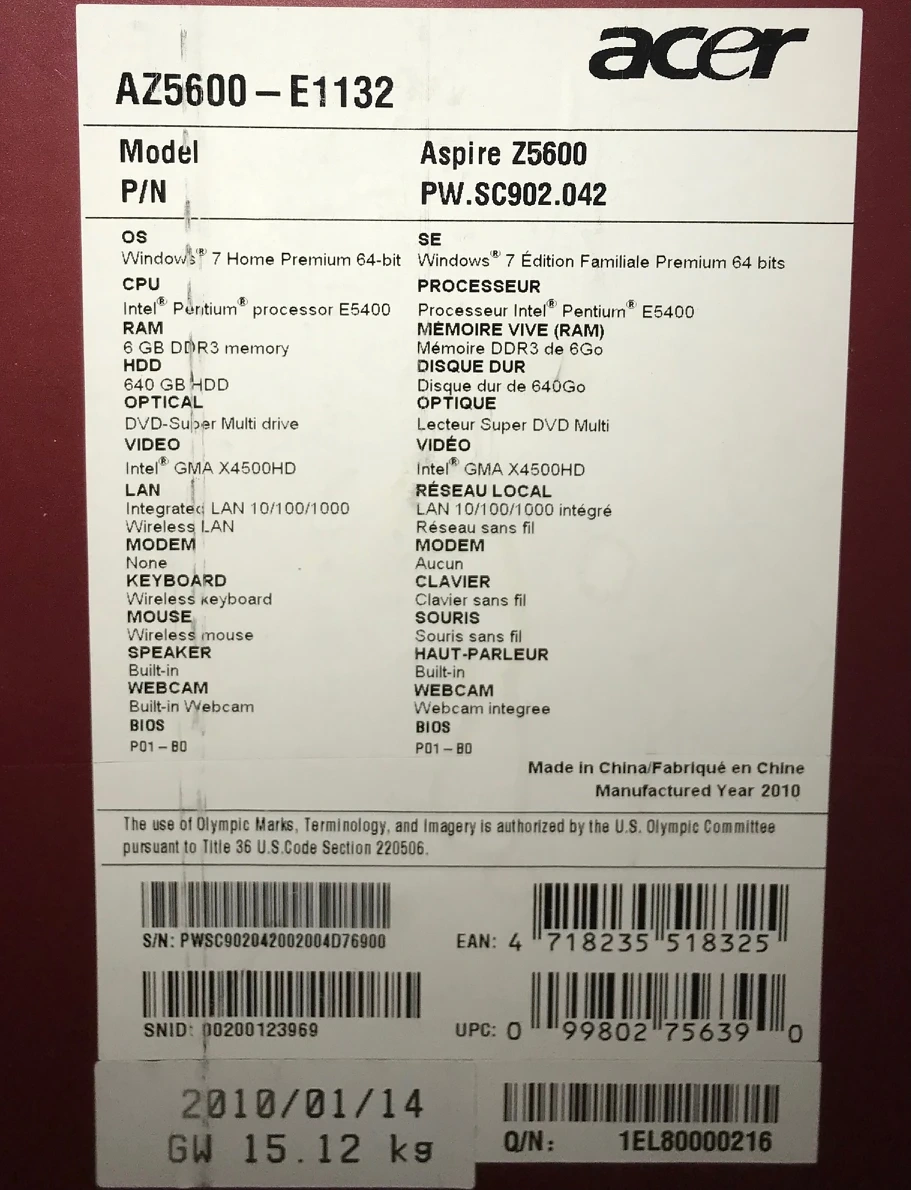 acer
AZ5600 – E1132
Model Aspire Z5600
P/N PW.SC902.042
OS SE
Windows® 7 Home Premium 64-bit Windows® 7 Édition Familiale Premium 64 bits
CPU PROCESSEUR
Intel® Pentium® processor E5400 Processeur Intel® Pentium® E5400
RAM MÉMOIRE VIVE (RAM)
6 GB DDR3 memory Mémoire DDR3 de 6Go
HDD DISQUE DUR
640 GB HDD Disque dur de 640Go
OPTICAL OPTIQUE
DVD-Super Multi drive Lecteur Super DVD Multi
VIDEO VIDÉO
Intel® GMA X4500HD Intel® GMA X4500HD
LAN RÉSEAU LOCAL
Integrated LAN 10/100/1000 LAN 10/100/1000 intégré
Wireless LAN Réseau sans fil
MODEM MODEM
None Aucun
KEYBOARD CLAVIER
Wireless keyboard Clavier sans fil
MOUSE SOURIS
Wireless mouse Souris sans fil
SPEAKER HAUT-PARLEUR
Built-in Built-in
WEBCAM WEBCAM
Built-in Webcam Webcam integree
BIOS BIOS
P01 – B0 P01 – B0
Made in China/Fabriqué en Chine
Manufactured Year 2010
The use of Olympic Marks, Terminology, and Imagery is authorized by the U.S. Olympic Committee
pursuant to Title 36 U.S.Code Section 220506.
S/N: PWSC902042002004D76900 EAN: 4 718235 518325
SNID: 00200123969 UPC: 0 99802 75639 0
2010/01/14
GW 15.12 kg
Q/N: 1EL80000216